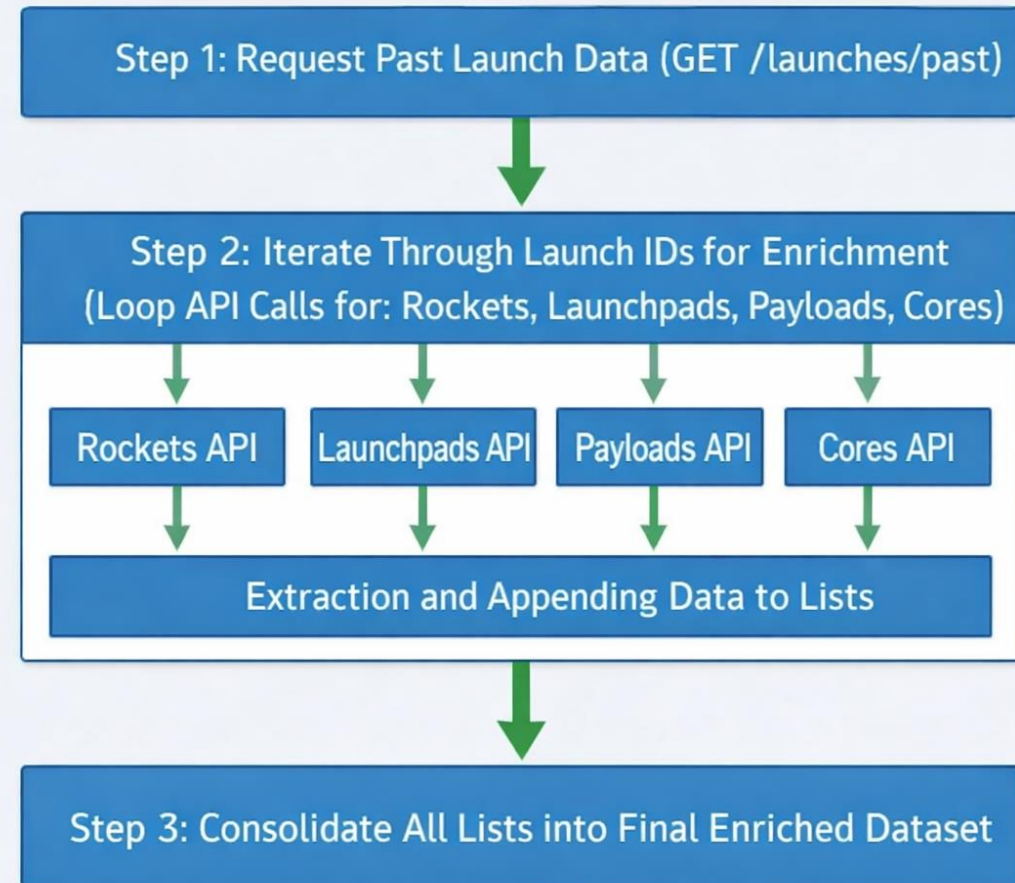 Step 1: Request Past Launch Data (GET /launches/past)
Step 2: Iterate Through Launch IDs for Enrichment
(Loop API Calls for: Rockets, Launchpads, Payloads, Cores)
Rockets API
Launchpads API
Payloads API
Cores API
Extraction and Appending Data to Lists
Step 3: Consolidate All Lists into Final Enriched Dataset